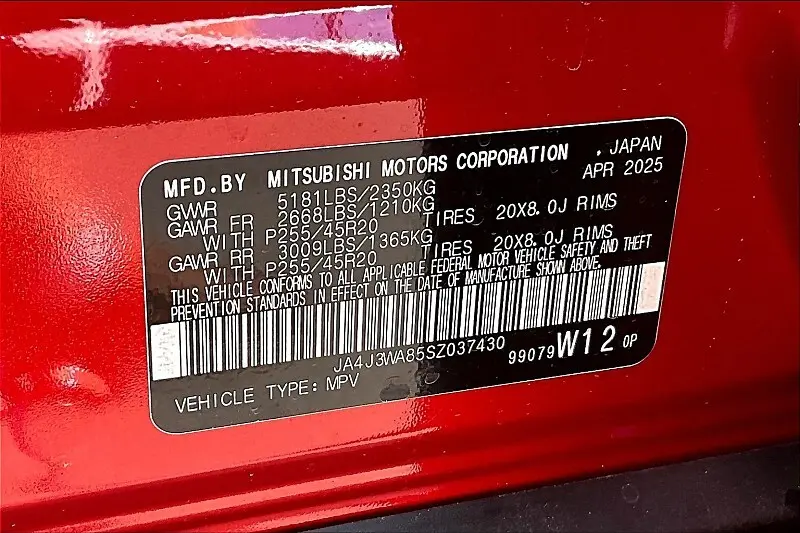 MFD.BY MITSUBISHI MOTORS CORPORATION . JAPAN
GVWR 5181LBS/2350KG APR 2025
GAWR FR 2668LBS/1210KG
WITH P255/45R20 TIRES 20X8.0J RIMS
GAWR RR 3009LBS/1365KG
WITH P255/45R20 TIRES 20X8.0J RIMS
THIS VEHICLE CONFORMS TO ALL APPLICABLE FEDERAL MOTOR VEHICLE SAFETY AND THEFT
PREVENTION STANDARDS IN EFFECT ON THE DATE OF MANUFACTURE SHOWN ABOVE.
JA4J3WA85SZ037430
99079 W12 OP
VEHICLE TYPE: MPV